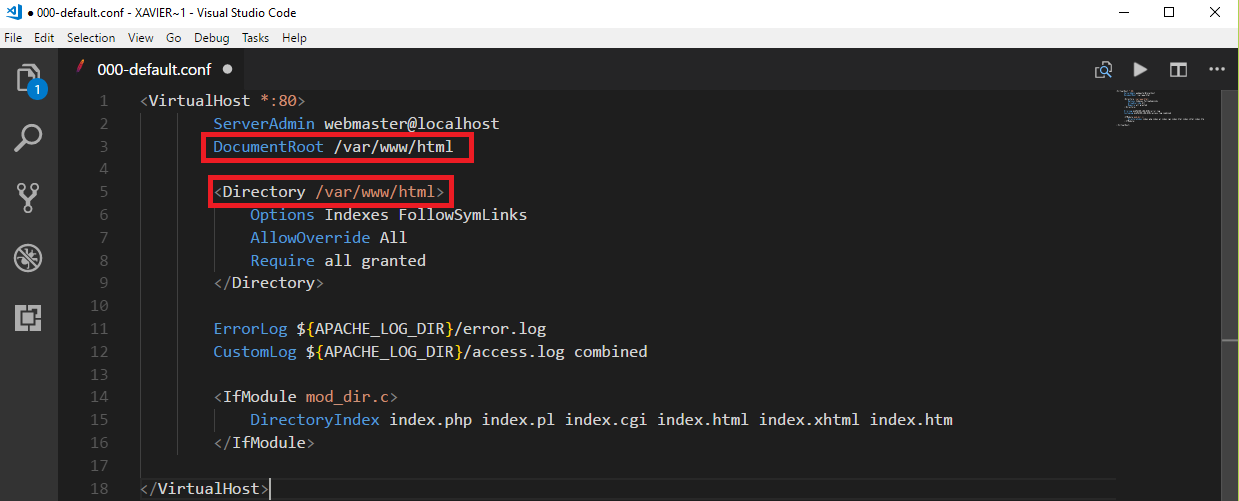 ● 000-default.conf - XAVIER~1 - Visual Studio Code
File Edit Selection View Go Debug Tasks Help
1
000-default.conf ●
1 <VirtualHost *:80>
2 ServerAdmin webmaster@localhost
3 DocumentRoot /var/www/html
4
5 <Directory /var/www/html>
6 Options Indexes FollowSymLinks
7 AllowOverride All
8 Require all granted
9 </Directory>
10
11 ErrorLog ${APACHE_LOG_DIR}/error.log
12 CustomLog ${APACHE_LOG_DIR}/access.log combined
13
14 <IfModule mod_dir.c>
15 DirectoryIndex index.php index.pl index.cgi index.html index.xhtml index.htm
16 </IfModule>
17
18 </VirtualHost>